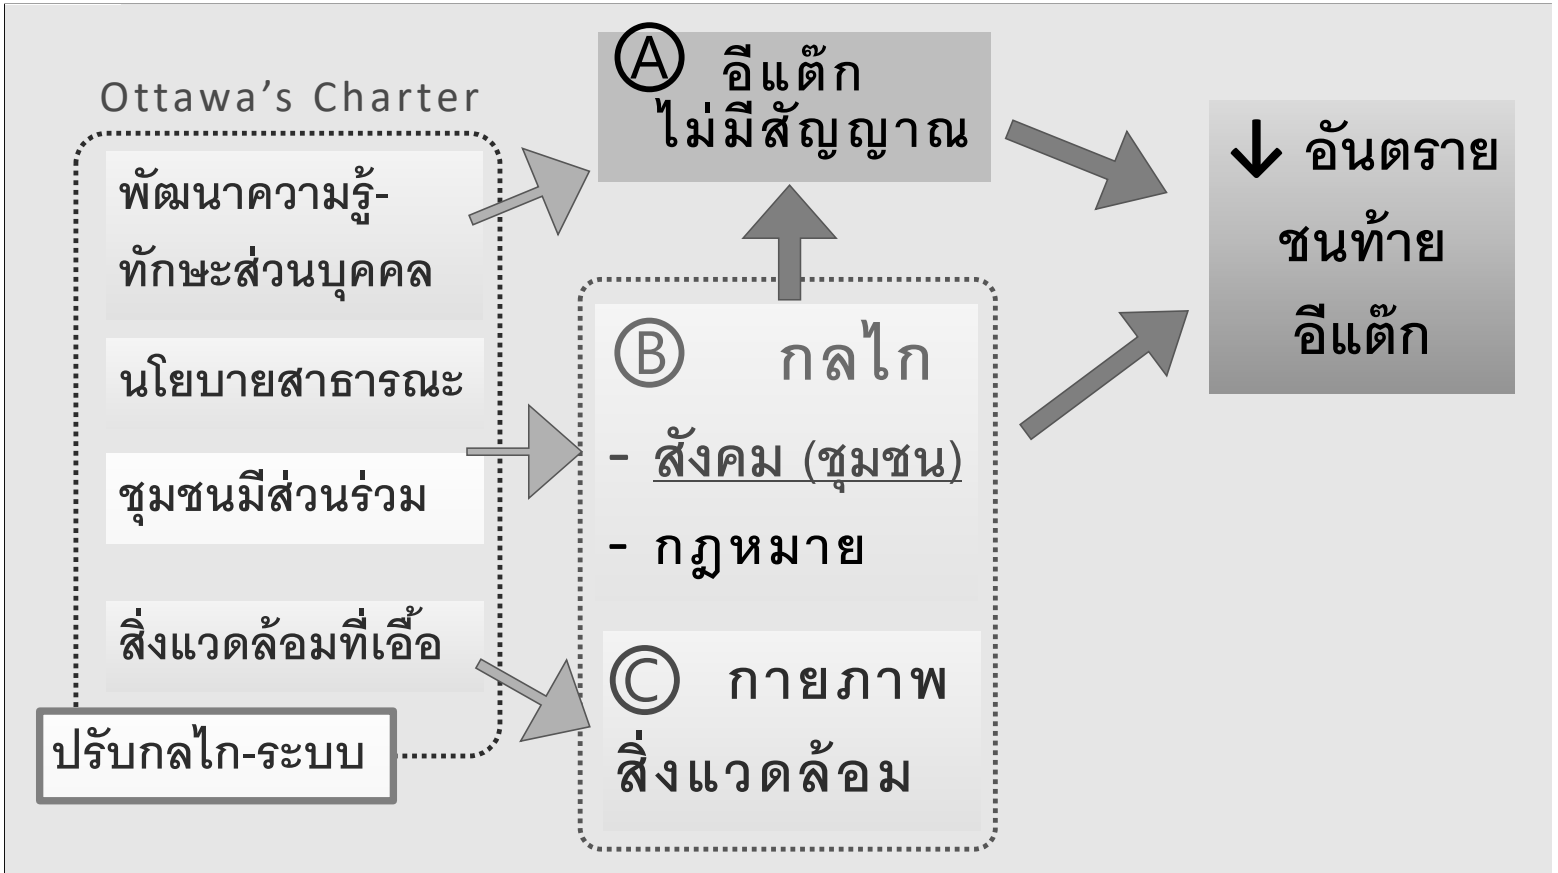 Ottawa’s Charter
พัฒนาความรู้-
ทักษะส่วนบุคคล
นโยบายสาธารณะ
ชุมชนมีส่วนร่วม
สิ่งแวดล้อมที่เอื้อ
ปรับกลไก-ระบบ
Ⓐ อีแต๊ก
ไม่มีสัญญาณ
Ⓑ กลไก
- สังคม (ชุมชน)
- กฎหมาย
Ⓒ กายภาพ
สิ่งแวดล้อม
↓ อันตราย
ชนท้าย
อีแต๊ก